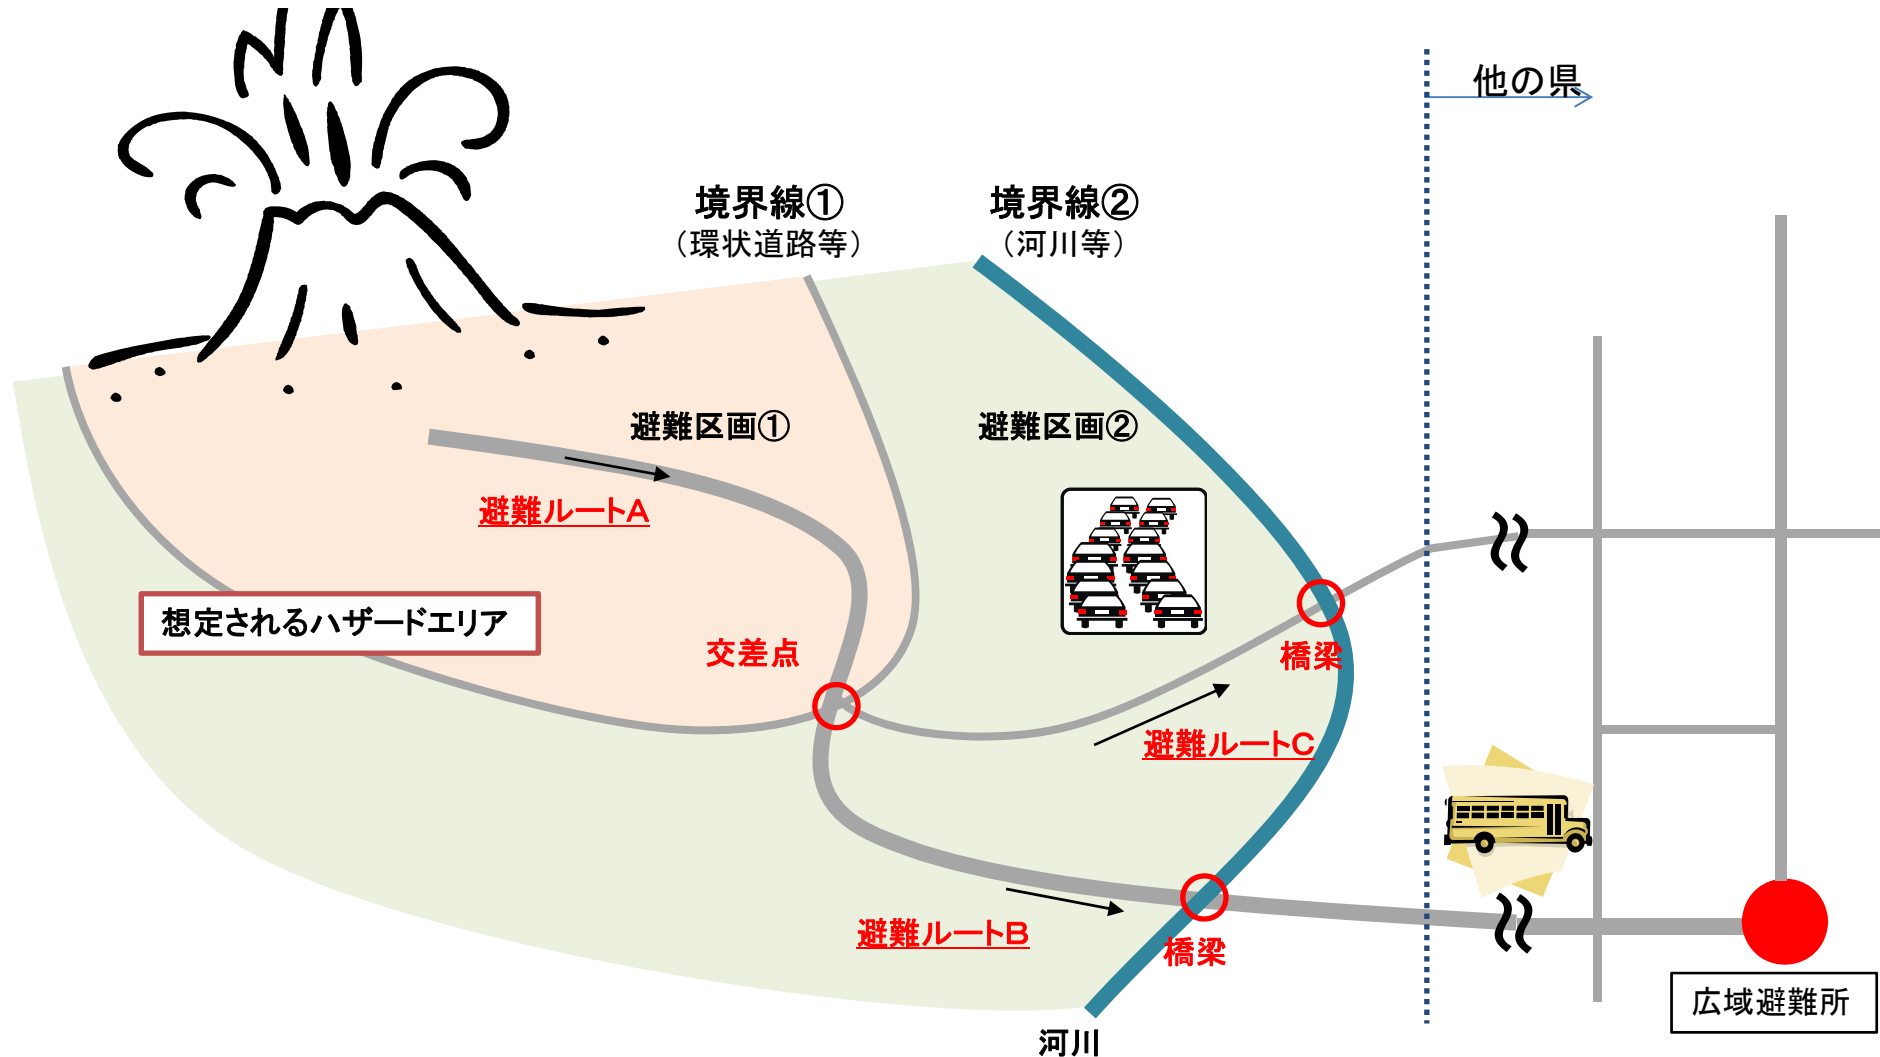 他の県
境界線①
（環状道路等）
境界線②
（河川等）
避難区画①
避難区画②
避難ルートA
想定されるハザードエリア
交差点
橋梁
避難ルートC
避難ルートB
橋梁
広域避難所
河川